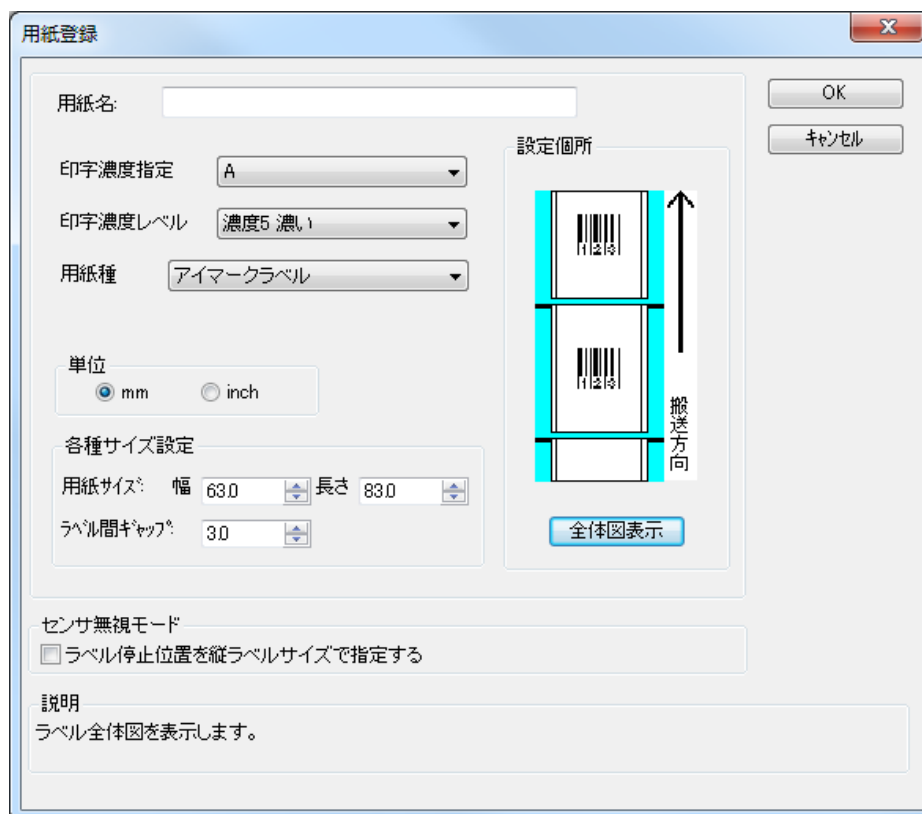 用紙登録
用紙名:
OK
キャンセル
設定個所
印字濃度指定 A
印字濃度レベル 濃度5 濃い
用紙種 アイマークラベル
123
単位
mm inch
123
搬送方向
各種サイズ設定
用紙サイズ: 幅 63.0 長さ 83.0
ラベル間ギャップ: 3.0
全体図表示
センサ無視モード
ラベル停止位置を縦ラベルサイズで指定する
説明
ラベル全体図を表示します。